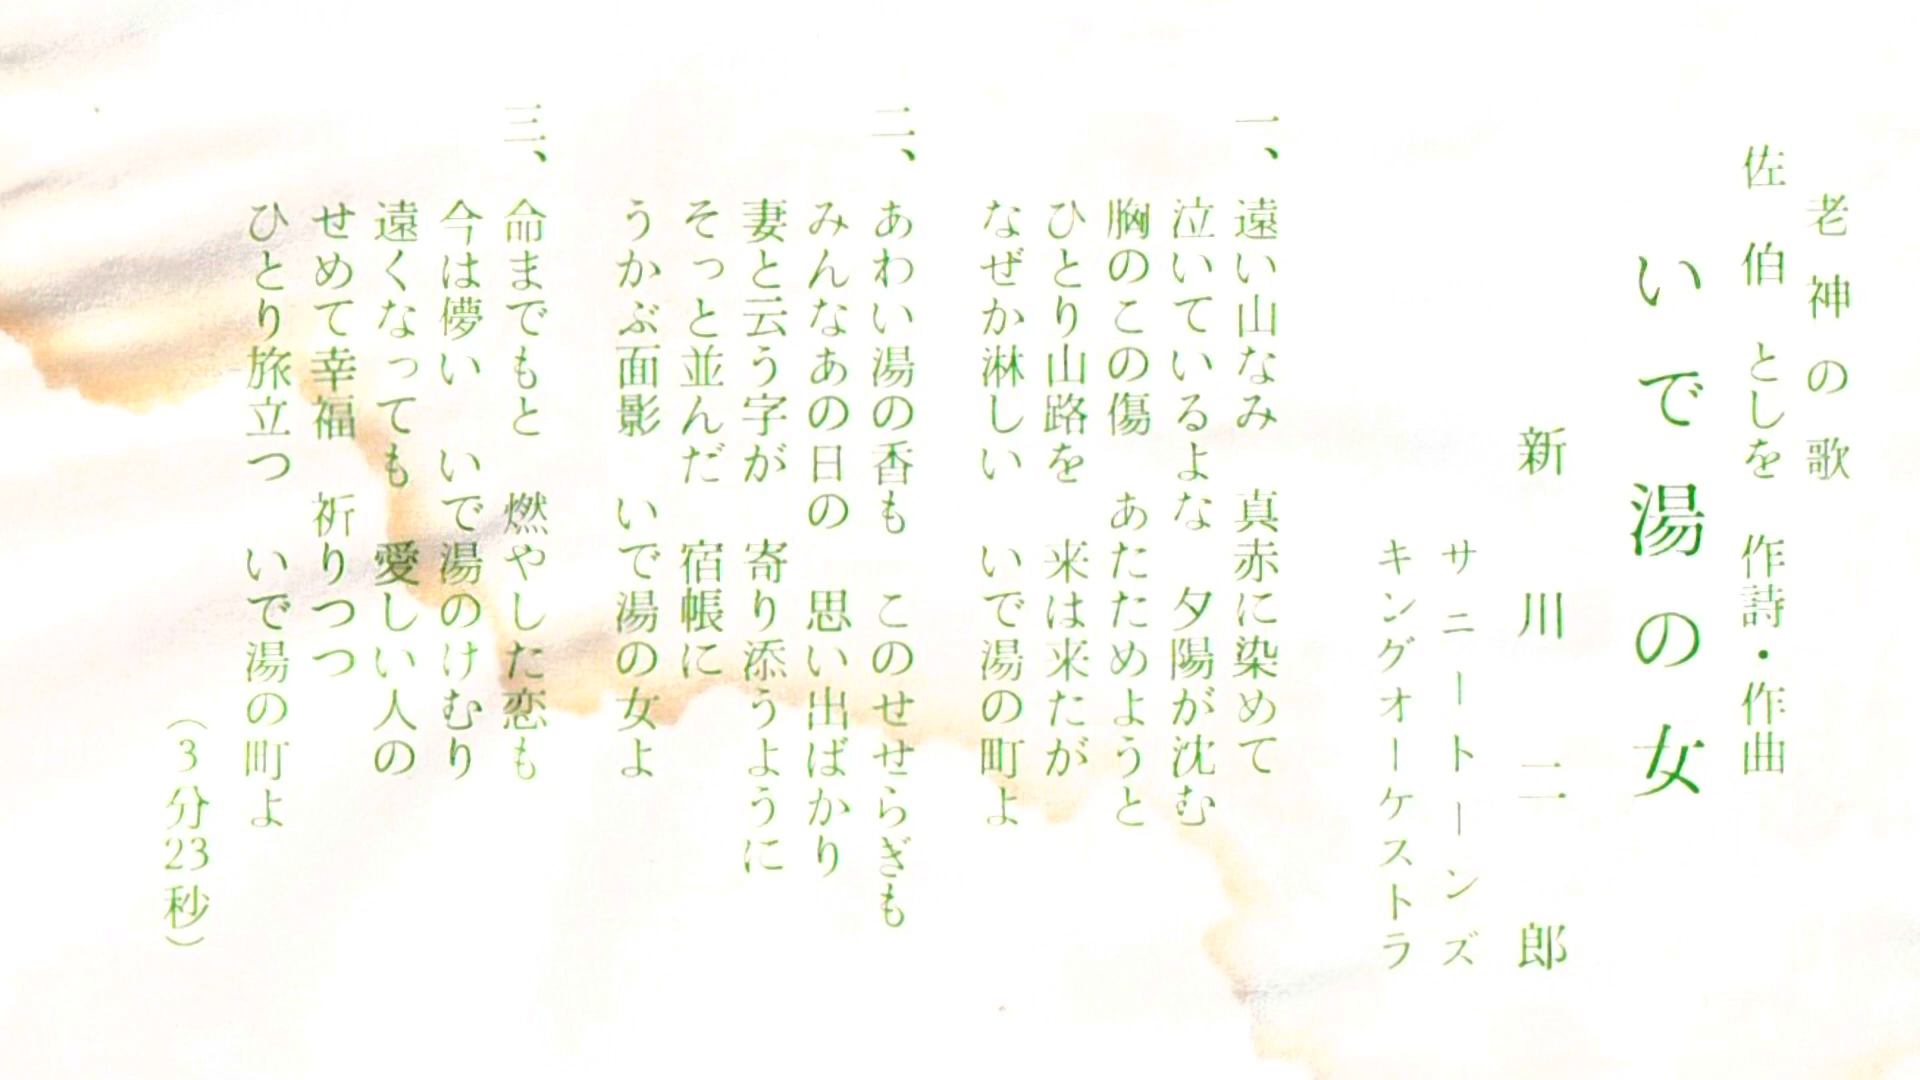 老神の歌
佐伯としを 作詩・作曲
いで湯の女
新川二郎
サニートーンズ
キングオーケストラ
一、遠い山なみ 真赤に染めて
泣いているよな 夕陽が沈む
胸のこの傷 あたためようと
ひとり山路を 来は来たが
なぜか淋しい いで湯の町よ
二、あわい湯の香も このせせらぎも
みんなあの日の 思い出ばかり
妻と云う字が 寄り添うように
そっと並んだ 宿帳に
うかぶ面影 いで湯の女よ
三、命までもと 燃やした恋も
今は儚い いで湯のけむり
遠くなっても 愛しい人の
せめて幸福 祈りつつ
ひとり旅立つ いで湯の町よ
（3分23秒）